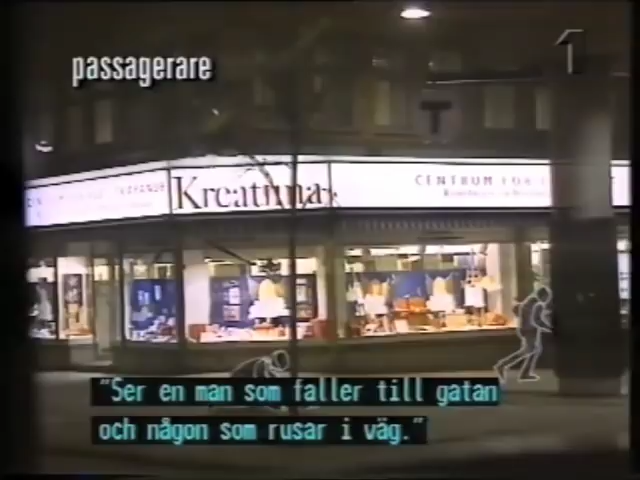 passagerare
1
T
Kreatima
CENTRUM FÖR
"Ser en man som faller till gatan
och någon som rusar i väg."